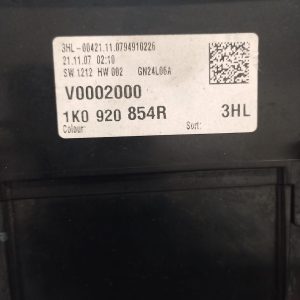 3HL-00421.11.0794910226
21.11.07 02:10
SW 1212 HW 002 GN24L06A
V0002000
1K0 920 854R 3HL
Colour: Sort: